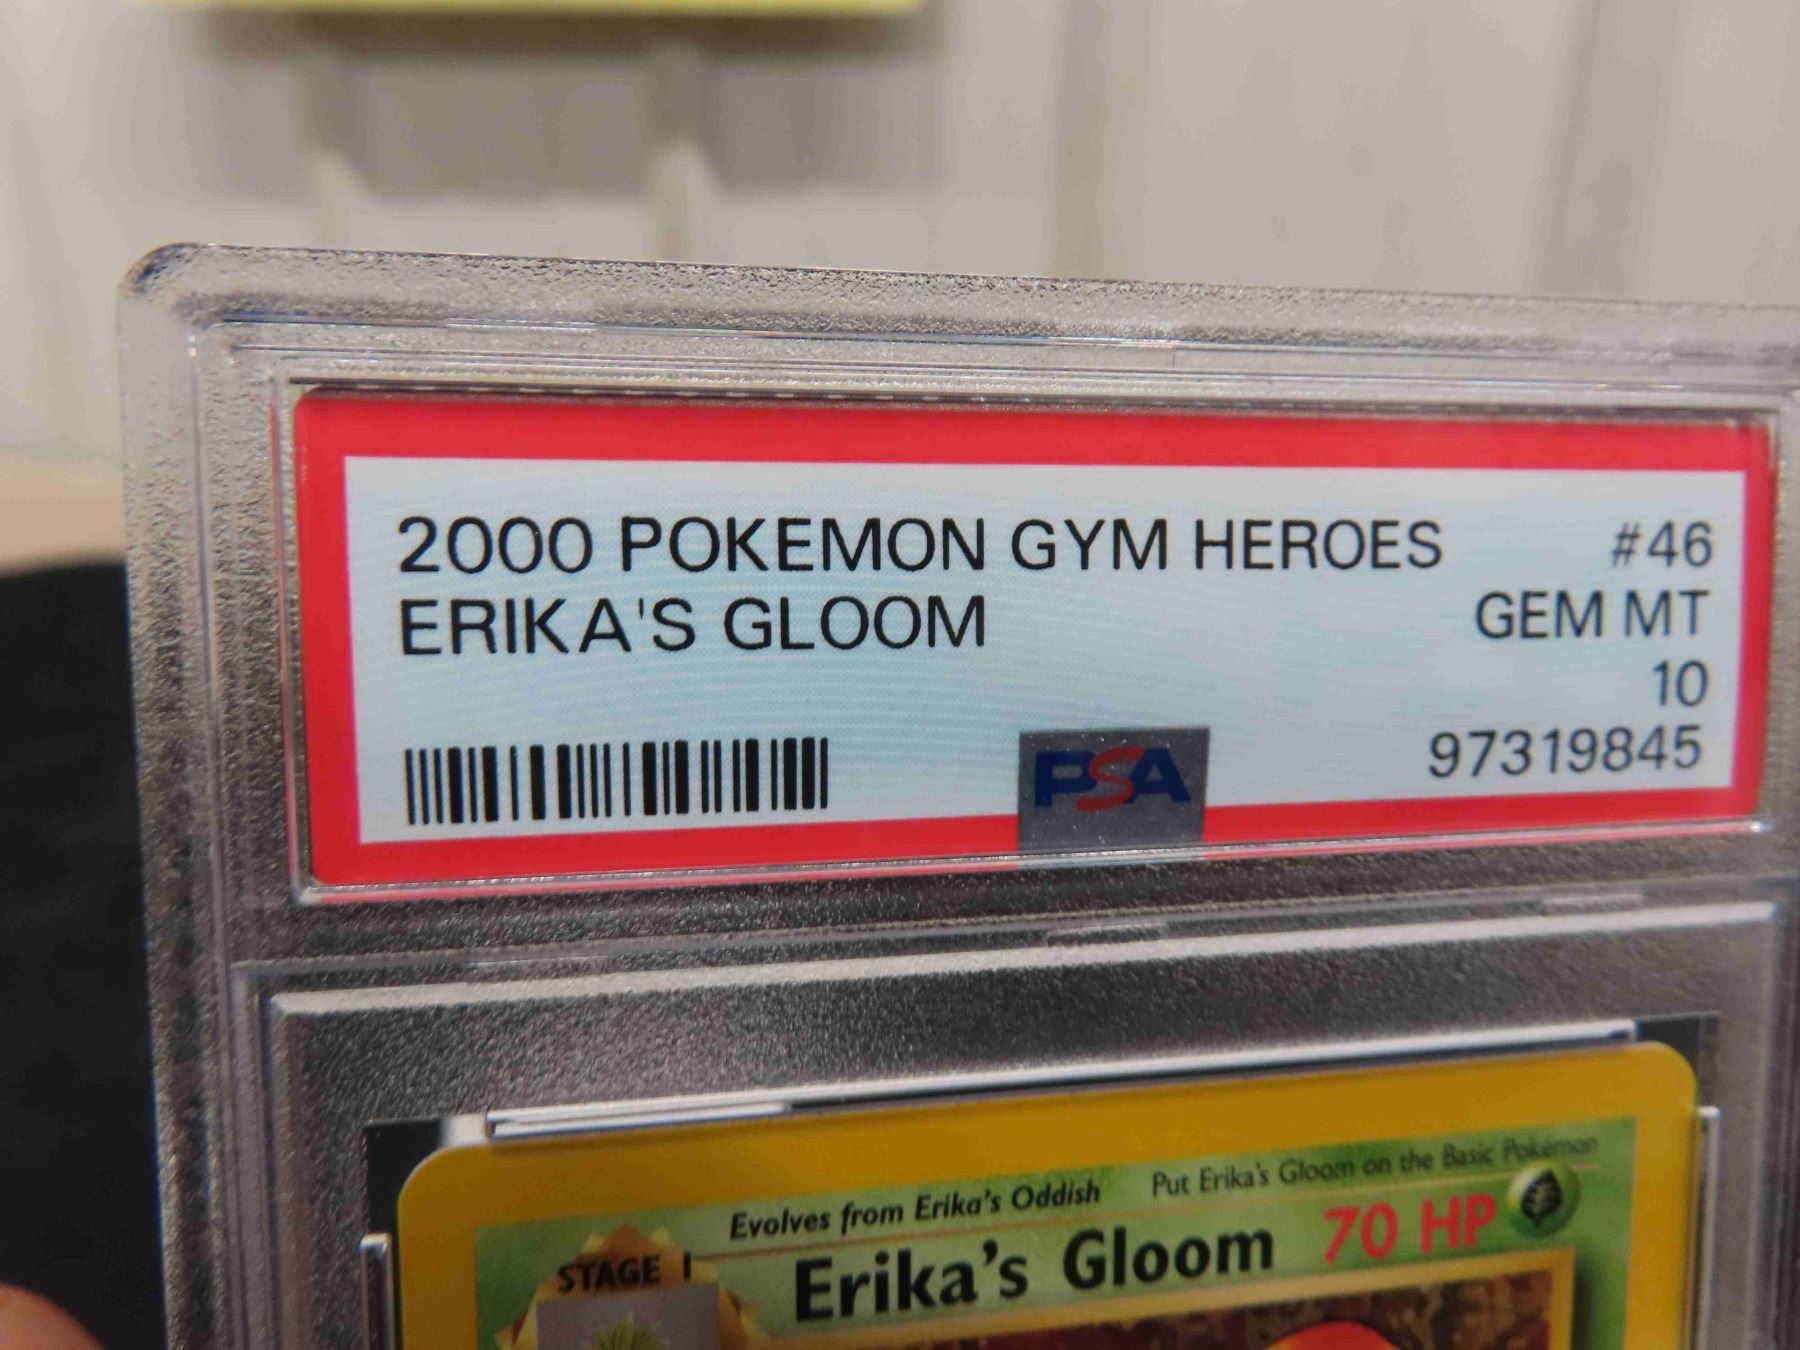 2000 POKEMON GYM HEROES #46
ERIKA'S GLOOM GEM MT
10
PSA 97319845
Evolves from Erika's Oddish Put Erika's Gloom on the Basic Pokémon
STAGE 1 Erika's Gloom 70 HP